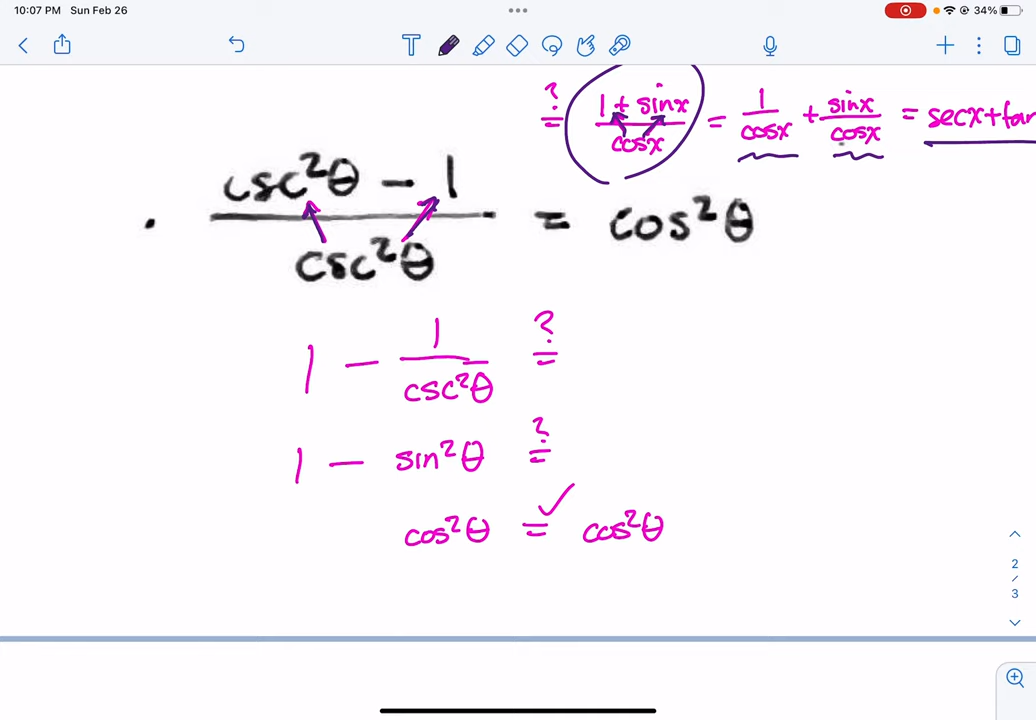 10:07 PM Sun Feb 26
34%
? = (1 + sinx)/cosx = 1/cosx + sinx/cosx = secx+tan
. (csc²θ − 1)/csc²θ = cos²θ
1 − 1/csc²θ ?=
1 − sin²θ ?=
cos²θ =✓ cos²θ
2
/
3